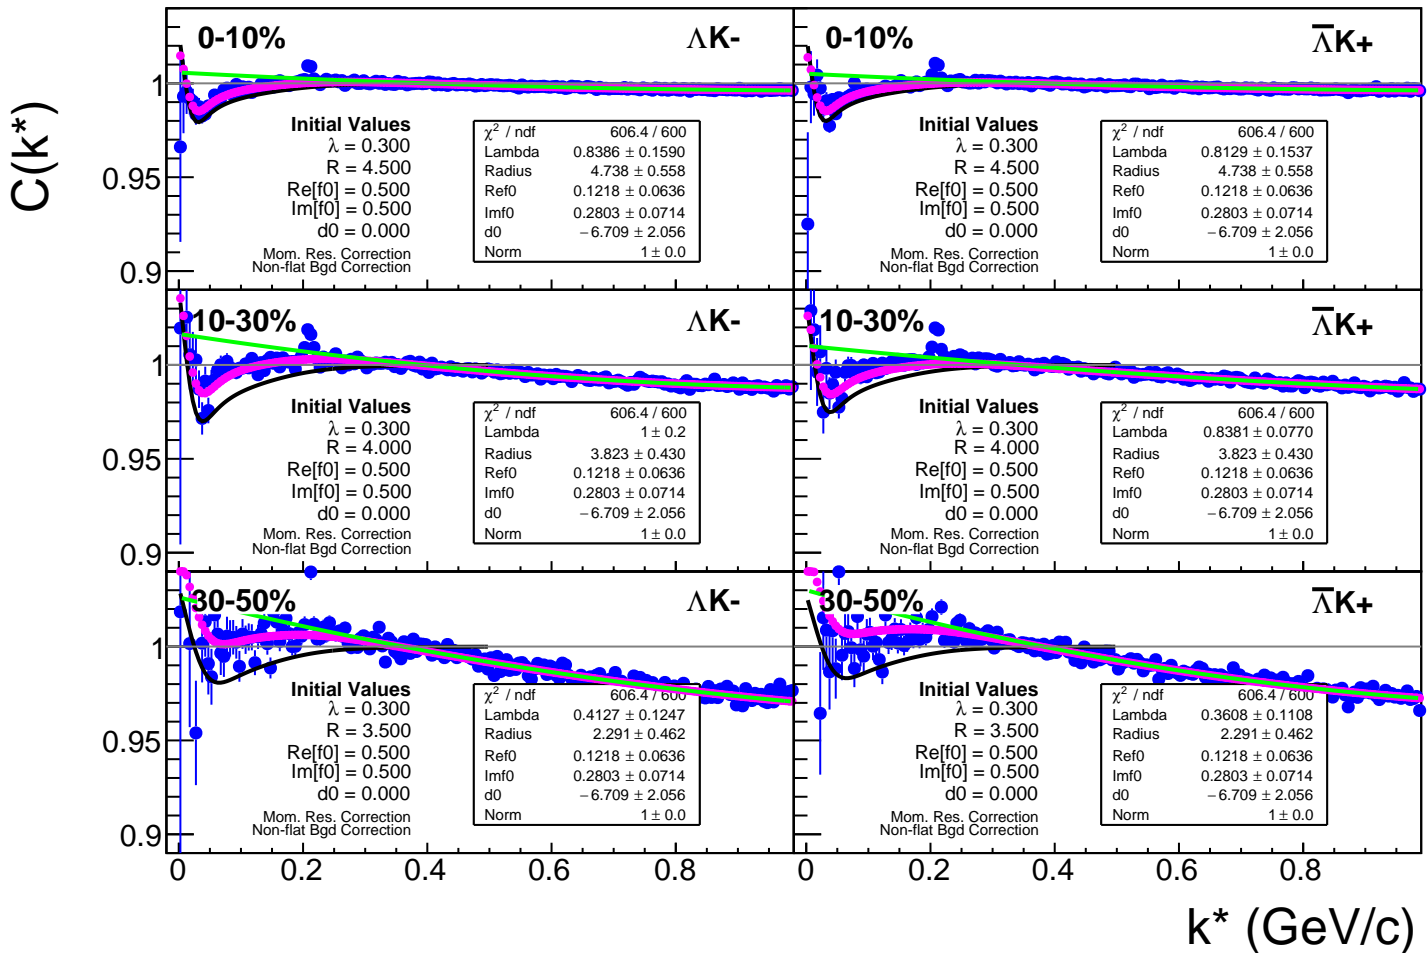 C(k*)
0-10%
ΛK-
1
0.95
0.9
Initial Values
λ = 0.300
R = 4.500
Re[f0] = 0.500
Im[f0] = 0.500
d0 = 0.000
Mom. Res. Correction
Non-flat Bgd Correction
χ² / ndf 606.4 / 600
Lambda 0.8386 ± 0.1590
Radius 4.738 ± 0.558
Ref0 0.1218 ± 0.0636
Imf0 0.2803 ± 0.0714
d0 −6.709 ± 2.056
Norm 1 ± 0.0
0-10%
Λ̅K+
Initial Values
λ = 0.300
R = 4.500
Re[f0] = 0.500
Im[f0] = 0.500
d0 = 0.000
Mom. Res. Correction
Non-flat Bgd Correction
χ² / ndf 606.4 / 600
Lambda 0.8129 ± 0.1537
Radius 4.738 ± 0.558
Ref0 0.1218 ± 0.0636
Imf0 0.2803 ± 0.0714
d0 −6.709 ± 2.056
Norm 1 ± 0.0
10-30%
ΛK-
1
0.95
0.9
Initial Values
λ = 0.300
R = 4.000
Re[f0] = 0.500
Im[f0] = 0.500
d0 = 0.000
Mom. Res. Correction
Non-flat Bgd Correction
χ² / ndf 606.4 / 600
Lambda 1 ± 0.2
Radius 3.823 ± 0.430
Ref0 0.1218 ± 0.0636
Imf0 0.2803 ± 0.0714
d0 −6.709 ± 2.056
Norm 1 ± 0.0
10-30%
Λ̅K+
Initial Values
λ = 0.300
R = 4.000
Re[f0] = 0.500
Im[f0] = 0.500
d0 = 0.000
Mom. Res. Correction
Non-flat Bgd Correction
χ² / ndf 606.4 / 600
Lambda 0.8381 ± 0.0770
Radius 3.823 ± 0.430
Ref0 0.1218 ± 0.0636
Imf0 0.2803 ± 0.0714
d0 −6.709 ± 2.056
Norm 1 ± 0.0
30-50%
ΛK-
1
0.95
0.9
Initial Values
λ = 0.300
R = 3.500
Re[f0] = 0.500
Im[f0] = 0.500
d0 = 0.000
Mom. Res. Correction
Non-flat Bgd Correction
χ² / ndf 606.4 / 600
Lambda 0.4127 ± 0.1247
Radius 2.291 ± 0.462
Ref0 0.1218 ± 0.0636
Imf0 0.2803 ± 0.0714
d0 −6.709 ± 2.056
Norm 1 ± 0.0
30-50%
Λ̅K+
Initial Values
λ = 0.300
R = 3.500
Re[f0] = 0.500
Im[f0] = 0.500
d0 = 0.000
Mom. Res. Correction
Non-flat Bgd Correction
χ² / ndf 606.4 / 600
Lambda 0.3608 ± 0.1108
Radius 2.291 ± 0.462
Ref0 0.1218 ± 0.0636
Imf0 0.2803 ± 0.0714
d0 −6.709 ± 2.056
Norm 1 ± 0.0
0 0.2 0.4 0.6 0.8 0 0.2 0.4 0.6 0.8
k* (GeV/c)